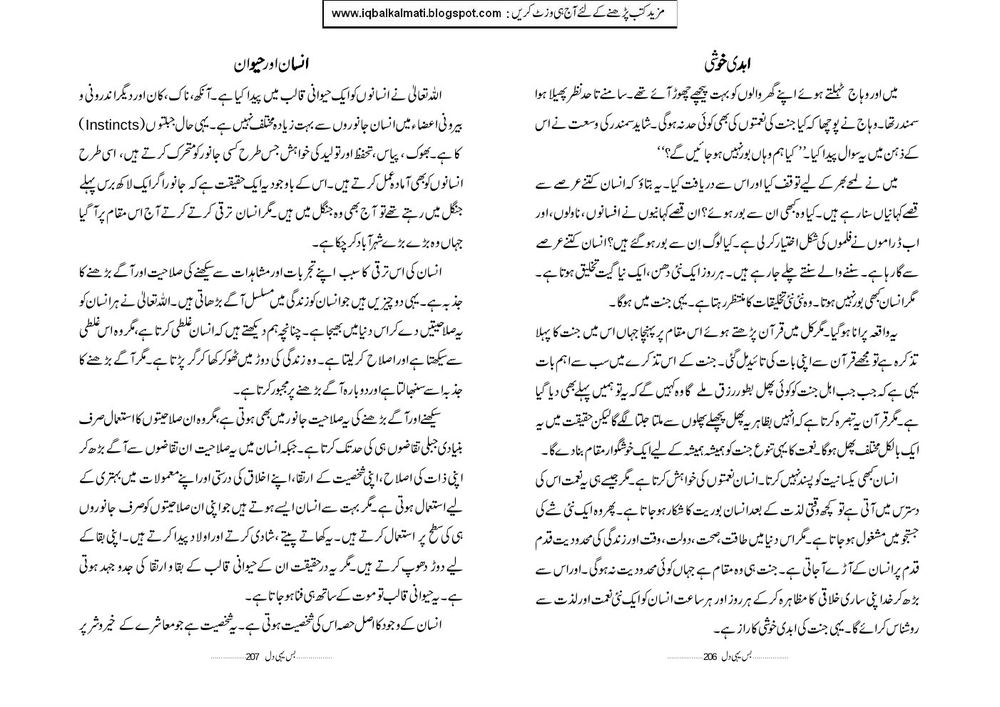 مزید کتب پڑھنے کے لئے آج ہی وزٹ کریں : www.iqbalkalmati.blogspot.com
ابدی خوشی
میں اور وہاج ٹہلتے ہوئے اپنے گھر والوں کو بہت پیچھے چھوڑ آئے تھے۔ سامنے تاحد نظر پھیلا ہوا
سمندر تھا۔ وہاج نے پوچھا کہ کیا جنت کی نعمتوں کی بھی کوئی حد نہ ہوگی۔ شاید سمندر کی وسعت نے اس
کے ذہن میں یہ سوال پیدا کیا۔ ’’کیا ہم وہاں بور نہیں ہو جائیں گے؟‘‘
میں نے لمحے بھر کے لیے توقف کیا اور اس سے دریافت کیا۔ یہ بتاؤ کہ انسان کتنے عرصے سے
قصے کہانیاں سنا رہے ہیں۔ کیا وہ کبھی ان سے بور ہوئے؟ ان قصے کہانیوں نے افسانوں، ناولوں، اور
اب ڈراموں نے فلموں کی شکل اختیار کر لی ہے۔ کیا لوگ اِن سے بور ہو گئے ہیں؟ انسان کتنے عرصے
سے گا رہا ہے۔ سننے والے سنتے چلے جا رہے ہیں۔ ہر روز ایک نئی دھن، ایک نیا گیت تخلیق ہوتا ہے۔
مگر انسان کبھی بور نہیں ہوتا۔ وہ نئی نئی تخلیقات کا منتظر رہتا ہے۔ یہی جنت میں ہوگا۔
یہ واقعہ پرانا ہو گیا۔ مگر کل میں قرآن پڑھتے ہوئے اس مقام پر پہنچا جہاں اس میں جنت کا پہلا
تذکرہ ہے تو مجھے قرآن سے اپنی بات کی تائید مل گئی۔ جنت کے اس تذکرے میں سب سے اہم بات
یہی ہے کہ جب جب اہل جنت کو کوئی پھل بطور رزق ملے گا وہ کہیں گے کہ یہ تو ہمیں پہلے بھی دیا گیا
ہے۔ مگر قرآن یہ تبصرہ کرتا ہے کہ انہیں بظاہر یہ پھل پچھلے پھلوں سے ملتا جلتا لگے گا لیکن حقیقت میں یہ
ایک بالکل مختلف پھل ہوگا۔ نعمت کا یہی تنوع جنت کو ہمیشہ ہمیشہ کے لیے ایک خوشگوار مقام بنا دے گا۔
انسان کبھی یکسانیت کو پسند نہیں کرتا۔ انسان نعمتوں کی خواہش کرتا ہے۔ مگر جیسے ہی یہ نعمت اس کی
دسترس میں آتی ہے تو کچھ وقتی لذت کے بعد انسان بوریت کا شکار ہو جاتا ہے۔ پھر وہ ایک نئی شے کی
جستجو میں مشغول ہو جاتا ہے۔ مگر اس دنیا میں طاقت، صحت، دولت، وقت اور زندگی کی محدودیت قدم
قدم پر انسان کے آڑے آ جاتی ہے۔ جنت ہی وہ مقام ہے جہاں کوئی محدودیت نہ ہوگی۔ اور اس سے
بڑھ کر خدا اپنی ساری خلاقی کا مظاہرہ کر کے ہر روز اور ہر ساعت انسان کو ایک نئی نعمت اور لذت سے
روشناس کرائے گا۔ یہی جنت کی ابدی خوشی کا راز ہے۔
................. بس یہی دل 206 .................
انسان اور حیوان
اللہ تعالیٰ نے انسانوں کو ایک حیوانی قالب میں پیدا کیا ہے۔ آنکھ، ناک، کان اور دیگر اندرونی و
بیرونی اعضاء میں انسان جانوروں سے بہت زیادہ مختلف نہیں ہے۔ یہی حال جبلتوں (Instincts)
کا ہے۔ بھوک، پیاس، تحفظ اور تولید کی خواہش جس طرح کسی جانور کو متحرک کرتے ہیں، اسی طرح
انسانوں کو بھی آمادہ عمل کرتے ہیں۔ اس کے باوجود یہ ایک حقیقت ہے کہ جانور اگر ایک لاکھ برس پہلے
جنگل میں رہتے تھے تو آج بھی وہ جنگل میں ہیں۔ مگر انسان ترقی کرتے کرتے آج اس مقام پر آ گیا
جہاں وہ بڑے بڑے شہر آباد کر چکا ہے۔
انسان کی اس ترقی کا سبب اپنے تجربات اور مشاہدات سے سیکھنے کی صلاحیت اور آگے بڑھنے کا
جذبہ ہے۔ یہی دو چیزیں ہیں جو انسان کو زندگی میں مسلسل آگے بڑھاتی ہیں۔ اللہ تعالیٰ نے ہر انسان کو
یہ صلاحیتیں دے کر اس دنیا میں بھیجا ہے۔ چنانچہ ہم دیکھتے ہیں کہ انسان غلطی کرتا ہے، مگر وہ اس غلطی
سے سیکھتا ہے اور اصلاح کر لیتا ہے۔ وہ زندگی کی دوڑ میں ٹھوکر کھا کر گر پڑتا ہے۔ مگر آگے بڑھنے کا
جذبہ اسے سنبھالتا ہے اور دوبارہ آگے بڑھنے پر مجبور کرتا ہے۔
سیکھنے اور آگے بڑھنے کی یہ صلاحیت جانور میں بھی ہوتی ہے، مگر وہ ان صلاحیتوں کا استعمال صرف
بنیادی جبلی تقاضوں ہی کی حد تک کرتا ہے۔ جبکہ انسان میں یہ صلاحیت ان تقاضوں سے آگے بڑھ کر
اپنی ذات کی اصلاح، اپنی شخصیت کے ارتقا، اپنے اخلاق کی درستی اور اپنے معمولات میں بہتری کے
لیے استعمال ہوتی ہے۔ مگر بہت سے انسان ایسے ہوتے ہیں جو اپنی ان صلاحیتوں کو صرف جانوروں
ہی کی سطح پر استعمال کرتے ہیں۔ یہ کھاتے پیتے، شادی کرتے اور اولاد پیدا کرتے ہیں۔ اپنی بقا کے
لیے دوڑ دھوپ کرتے ہیں۔ مگر یہ درحقیقت ان کے حیوانی قالب کے بقا و ارتقا کی جدو جہد ہوتی
ہے۔ یہ حیوانی قالب تو موت کے ساتھ ہی فنا ہو جاتا ہے۔
انسان کے وجود کا اصل حصہ اس کی شخصیت ہوتی ہے۔ یہ شخصیت ہے جو معاشرے کے خیر و شر پر
................. بس یہی دل 207 .................